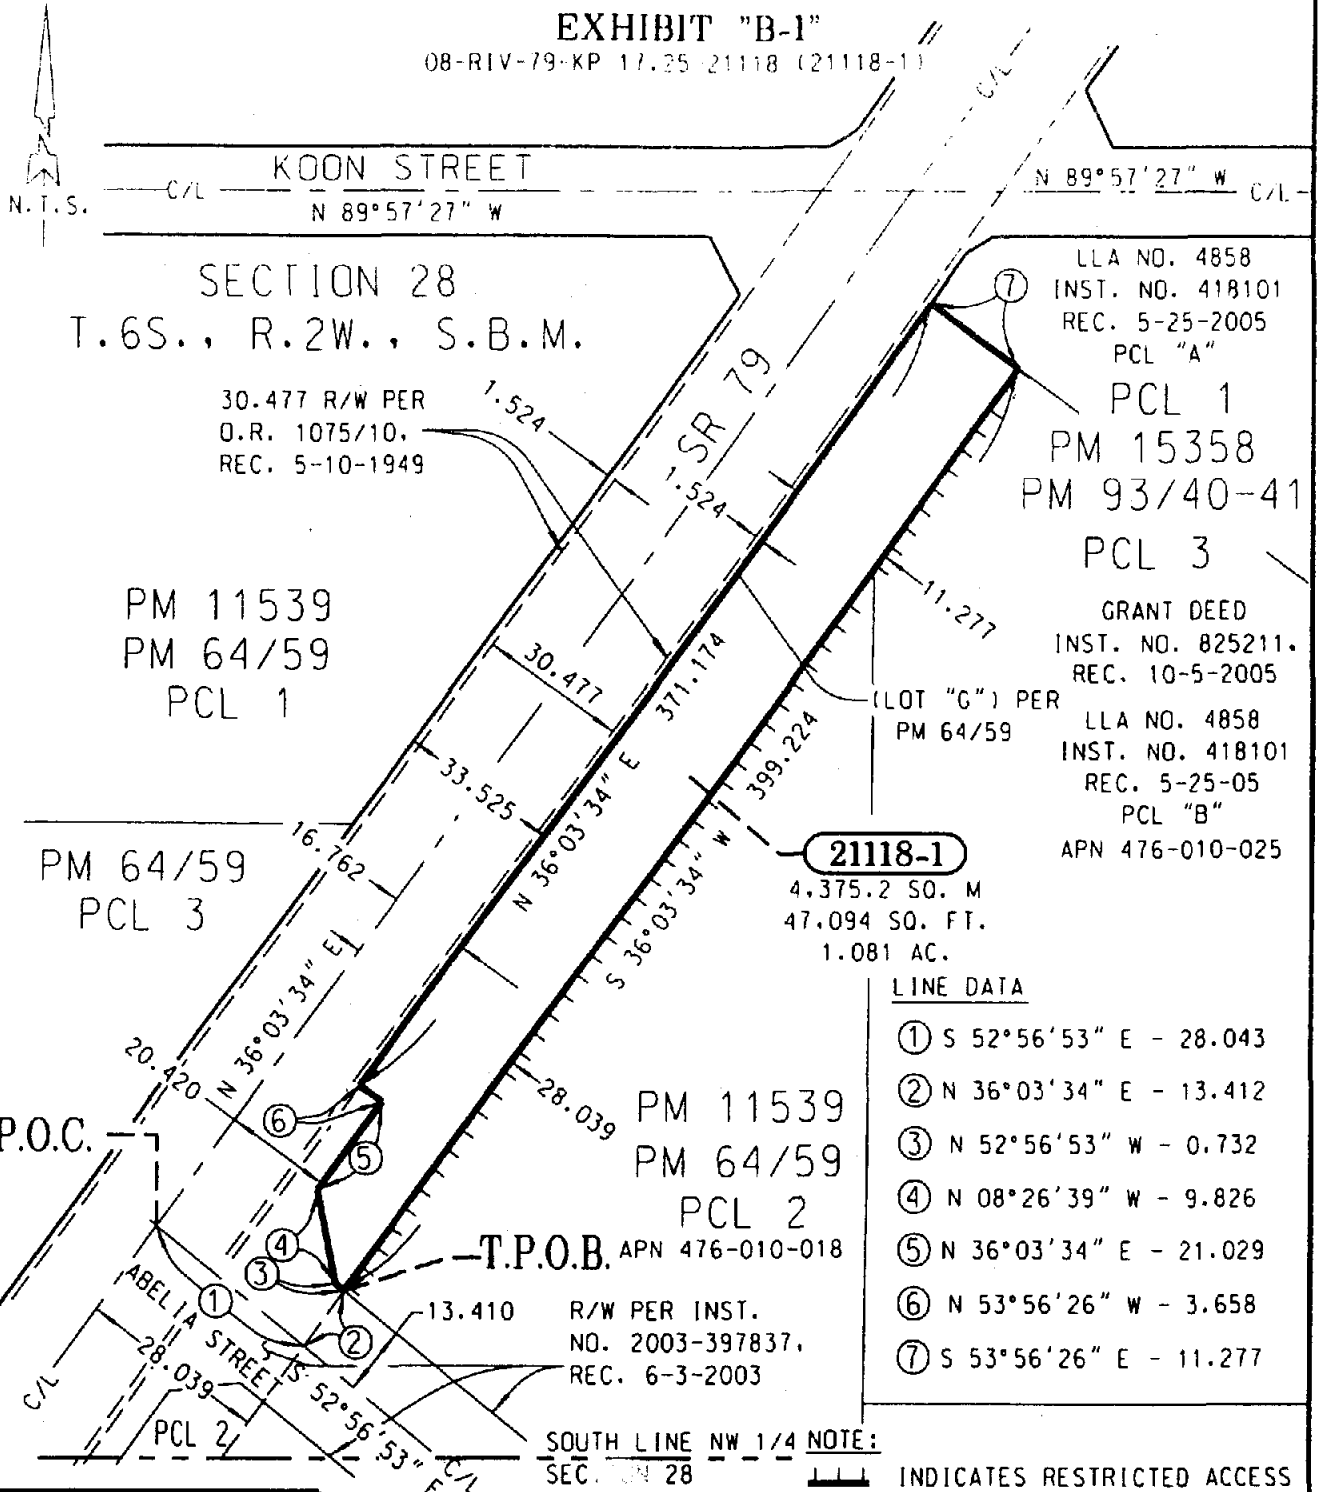 EXHIBIT "B-1"
08-RIV-79-KP 17.25 21118 (21118-1)
N.T.S.
C/L
KOON STREET
N 89°57'27" W
C/L
N 89°57'27" W
C/L
SECTION 28
T.6S., R.2W., S.B.M.
30.477 R/W PER
O.R. 1075/10,
REC. 5-10-1949
1.524
SR 79
1.524
7
LLA NO. 4858
INST. NO. 418101
REC. 5-25-2005
PCL "A"
PCL 1
PM 15358
PM 93/40-41
PCL 3
GRANT DEED
INST. NO. 825211,
REC. 10-5-2005
LLA NO. 4858
INST. NO. 418101
REC. 5-25-05
PCL "B"
APN 476-010-025
PM 11539
PM 64/59
PCL 1
30.477
371.174
11.277
(LOT "G") PER
PM 64/59
33.525
N 36°03'34" E
399.224
S 36°03'34" W
16.762
PM 64/59
PCL 3
21118-1
4,375.2 SQ. M
47,094 SQ. FT.
1.081 AC.
N 36°03'34" E
20.420
28.039
PM 11539
PM 64/59
PCL 2
APN 476-010-018
LINE DATA
1 S 52°56'53" E - 28.043
2 N 36°03'34" E - 13.412
3 N 52°56'53" W - 0.732
4 N 08°26'39" W - 9.826
5 N 36°03'34" E - 21.029
6 N 53°56'26" W - 3.658
7 S 53°56'26" E - 11.277
P.O.C.
6
5
4
3
T.P.O.B.
1
2
ABELIA STREET
13.410
R/W PER INST.
NO. 2003-397837,
REC. 6-3-2003
28.039
S 52°56'53" E
C/L
PCL 2
C/L
SOUTH LINE NW 1/4
SEC. 28
NOTE:
INDICATES RESTRICTED ACCESS